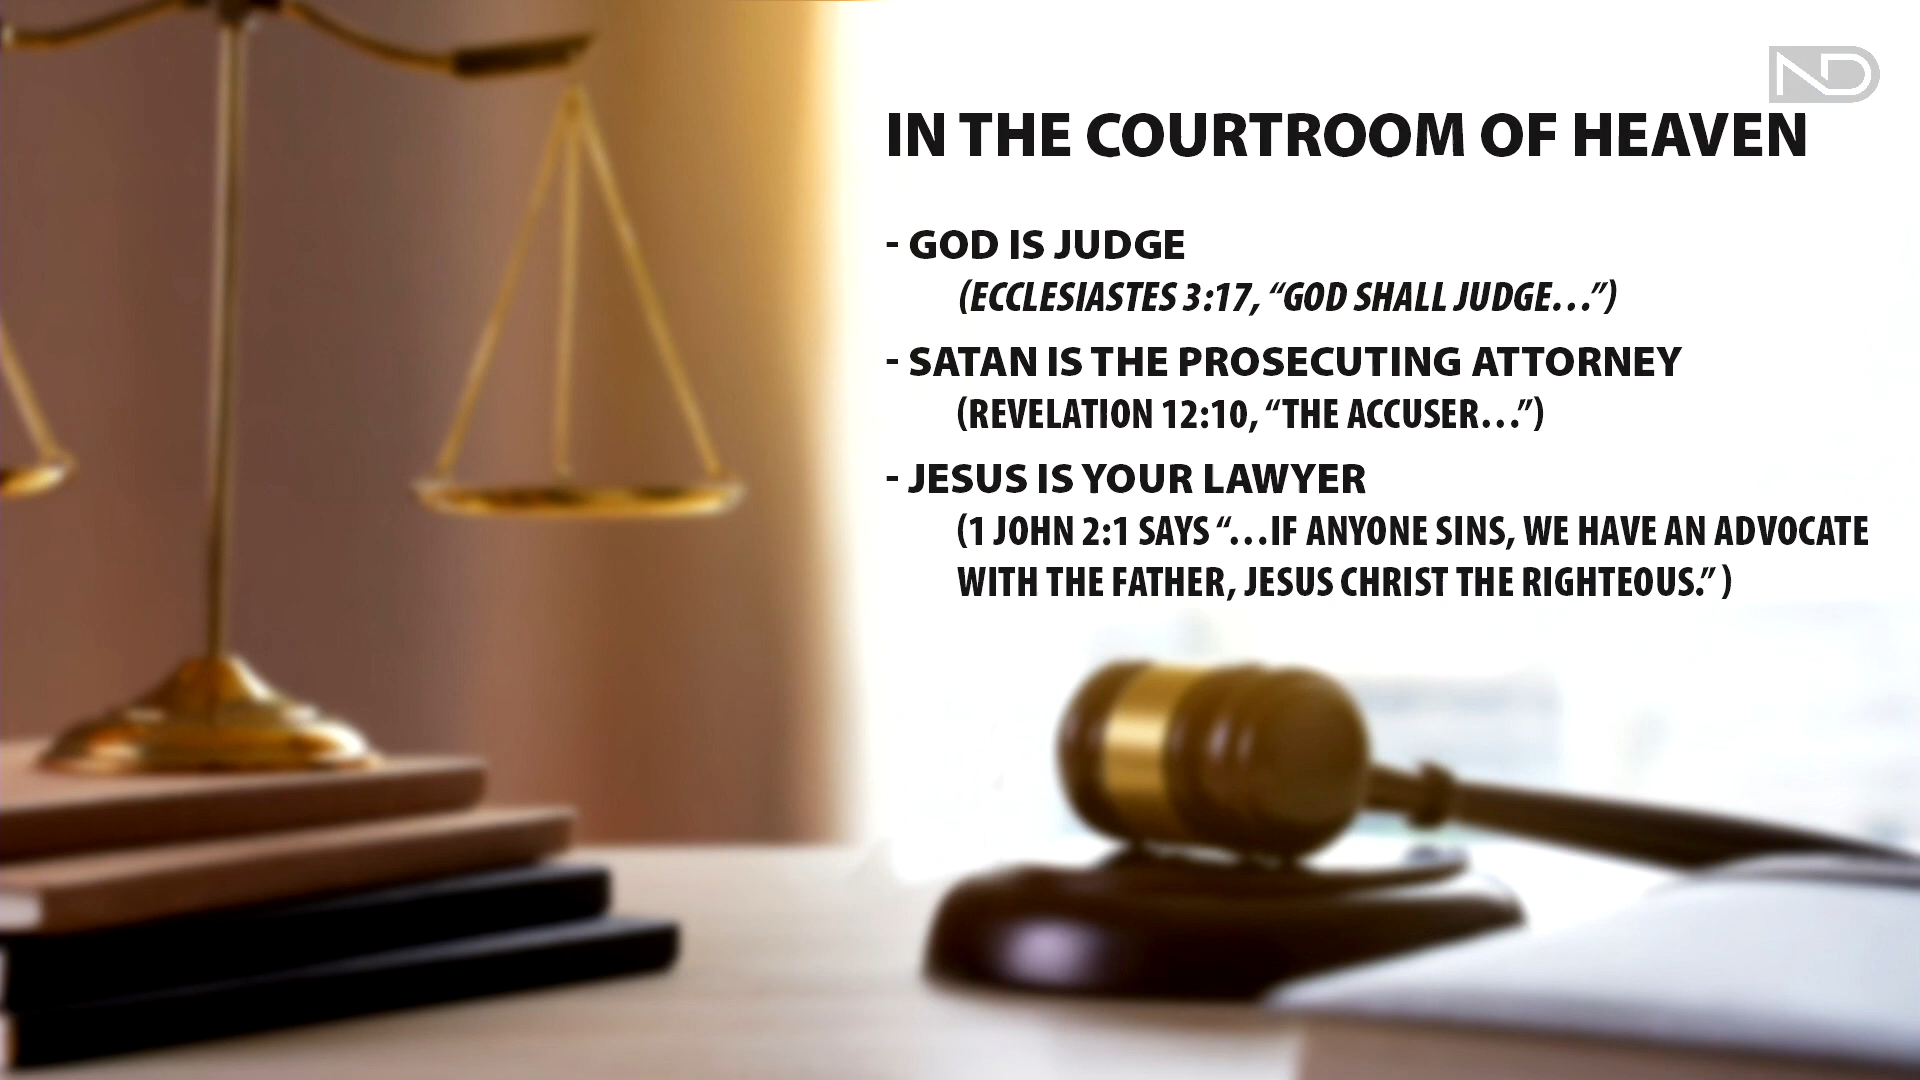 ND
IN THE COURTROOM OF HEAVEN
- GOD IS JUDGE
(ECCLESIASTES 3:17, “GOD SHALL JUDGE…”)
- SATAN IS THE PROSECUTING ATTORNEY
(REVELATION 12:10, “THE ACCUSER…”)
- JESUS IS YOUR LAWYER
(1 JOHN 2:1 SAYS “…IF ANYONE SINS, WE HAVE AN ADVOCATE
WITH THE FATHER, JESUS CHRIST THE RIGHTEOUS.” )